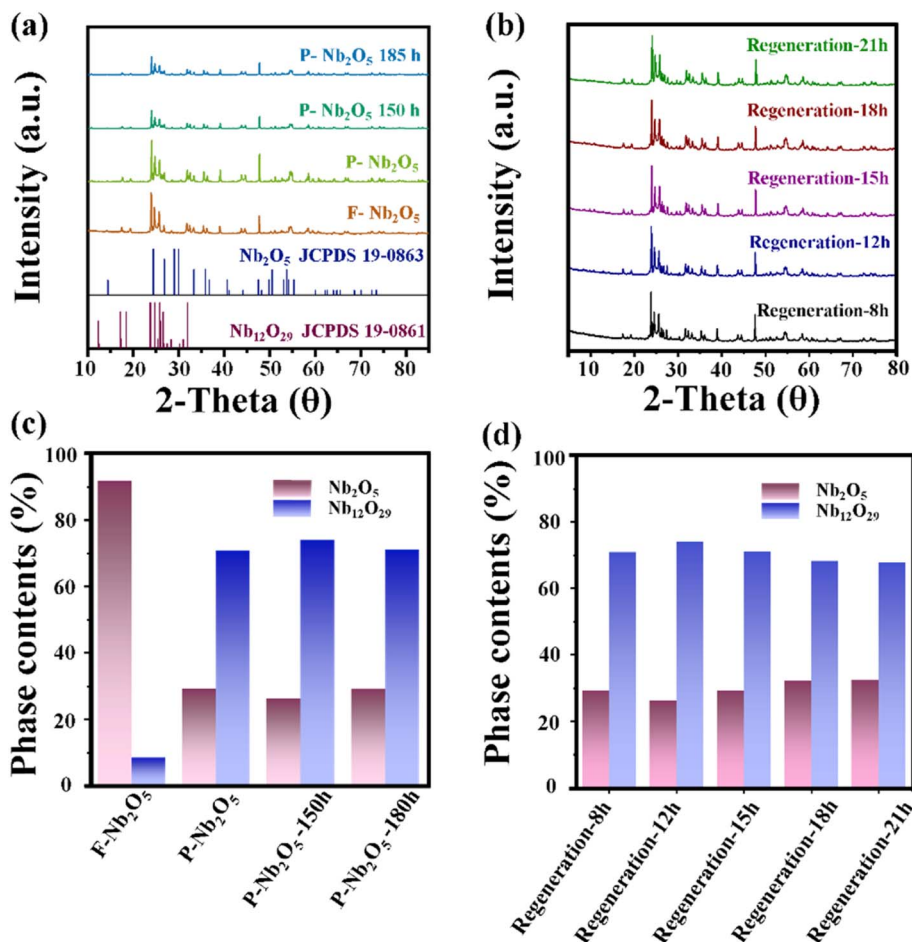 (a)
Intensity (a.u.)
P- Nb₂O₅ 185 h
P- Nb₂O₅ 150 h
P- Nb₂O₅
F- Nb₂O₅
Nb₂O₅ JCPDS 19-0863
Nb₁₂O₂₉ JCPDS 19-0861
10 20 30 40 50 60 70 80
2-Theta (θ)
(b)
Intensity (a.u.)
Regeneration-21h
Regeneration-18h
Regeneration-15h
Regeneration-12h
Regeneration-8h
10 20 30 40 50 60 70 80
2-Theta (θ)
(c)
Phase contents (%)
100
80
60
40
20
0
Nb₂O₅
Nb₁₂O₂₉
F-Nb₂O₅
P-Nb₂O₅
P-Nb₂O₅-150h
P-Nb₂O₅-180h
(d)
Phase contents (%)
100
80
60
40
20
0
Nb₂O₅
Nb₁₂O₂₉
Regeneration-8h
Regeneration-12h
Regeneration-15h
Regeneration-18h
Regeneration-21h